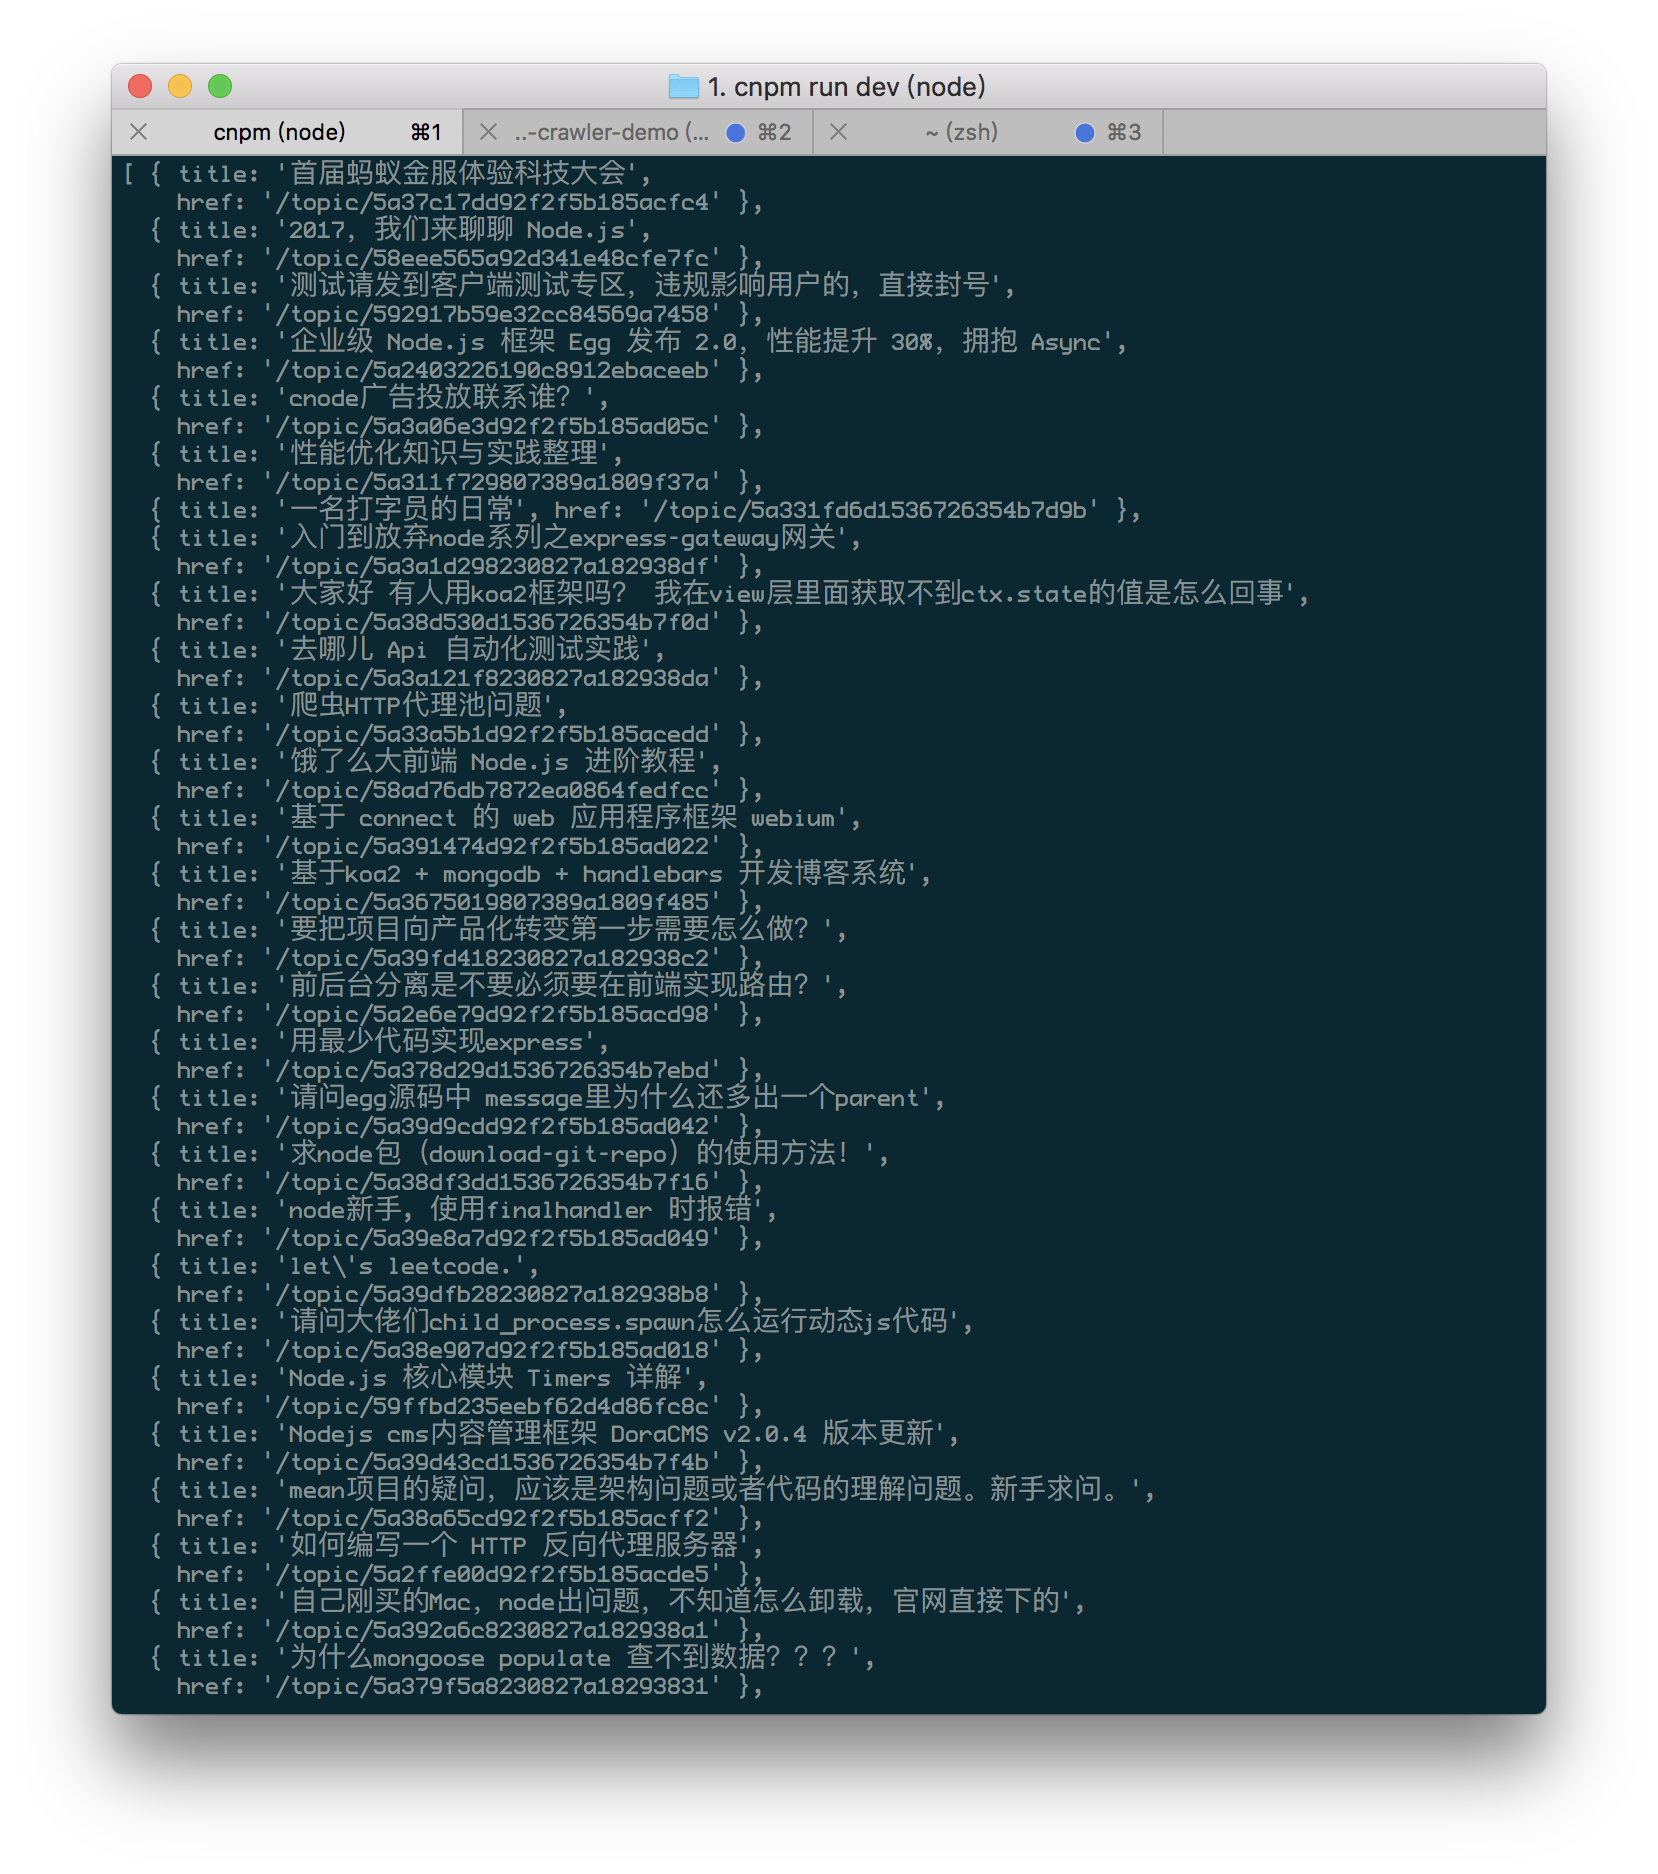 1. cnpm run dev (node)
cnpm (node) ⌘1 ..-crawler-demo (... ⌘2 ~ (zsh) ⌘3
[ { title: '首届蚂蚁金服体验科技大会',
href: '/topic/5a37c17dd92f2f5b185acfc4' },
{ title: '2017，我们来聊聊 Node.js',
href: '/topic/58eee565a92d341e48cfe7fc' },
{ title: '测试请发到客户端测试专区，违规影响用户的，直接封号',
href: '/topic/592917b59e32cc84569a7458' },
{ title: '企业级 Node.js 框架 Egg 发布 2.0，性能提升 30%，拥抱 Async',
href: '/topic/5a2403226190c8912ebaceeb' },
{ title: 'cnode广告投放联系谁？',
href: '/topic/5a3a06e3d92f2f5b185ad05c' },
{ title: '性能优化知识与实践整理',
href: '/topic/5a311f729807389a1809f37a' },
{ title: '一名打字员的日常', href: '/topic/5a331fd6d1536726354b7d9b' },
{ title: '入门到放弃node系列之express-gateway网关',
href: '/topic/5a3a1d298230827a182938df' },
{ title: '大家好 有人用koa2框架吗？ 我在view层里面获取不到ctx.state的值是怎么回事',
href: '/topic/5a38d530d1536726354b7f0d' },
{ title: '去哪儿 Api 自动化测试实践',
href: '/topic/5a3a121f8230827a182938da' },
{ title: '爬虫HTTP代理池问题',
href: '/topic/5a33a5b1d92f2f5b185acedd' },
{ title: '饿了么大前端 Node.js 进阶教程',
href: '/topic/58ad76db7872ea0864fedfcc' },
{ title: '基于 connect 的 web 应用程序框架 webium',
href: '/topic/5a391474d92f2f5b185ad022' },
{ title: '基于koa2 + mongodb + handlebars 开发博客系统',
href: '/topic/5a3675019807389a1809f485' },
{ title: '要把项目向产品化转变第一步需要怎么做？',
href: '/topic/5a39fd418230827a182938c2' },
{ title: '前后台分离是不要必须要在前端实现路由？',
href: '/topic/5a2e6e79d92f2f5b185acd98' },
{ title: '用最少代码实现express',
href: '/topic/5a378d29d1536726354b7ebd' },
{ title: '请问egg源码中 message里为什么还多出一个parent',
href: '/topic/5a39d9cdd92f2f5b185ad042' },
{ title: '求node包（download-git-repo）的使用方法！',
href: '/topic/5a38df3dd1536726354b7f16' },
{ title: 'node新手，使用finalhandler 时报错',
href: '/topic/5a39e8a7d92f2f5b185ad049' },
{ title: 'let\'s leetcode.',
href: '/topic/5a39dfb28230827a182938b8' },
{ title: '请问大佬们child_process.spawn怎么运行动态js代码',
href: '/topic/5a38e907d92f2f5b185ad018' },
{ title: 'Node.js 核心模块 Timers 详解',
href: '/topic/59ffbd235eebf62d4d86fc8c' },
{ title: 'Nodejs cms内容管理框架 DoraCMS v2.0.4 版本更新',
href: '/topic/5a39d43cd1536726354b7f4b' },
{ title: 'mean项目的疑问，应该是架构问题或者代码的理解问题。新手求问。',
href: '/topic/5a38a65cd92f2f5b185acff2' },
{ title: '如何编写一个 HTTP 反向代理服务器',
href: '/topic/5a2ffe00d92f2f5b185acde5' },
{ title: '自己刚买的Mac，node出问题，不知道怎么卸载，官网直接下的',
href: '/topic/5a392a6c8230827a182938a1' },
{ title: '为什么mongoose populate 查不到数据？？？',
href: '/topic/5a379f5a8230827a18293831' },